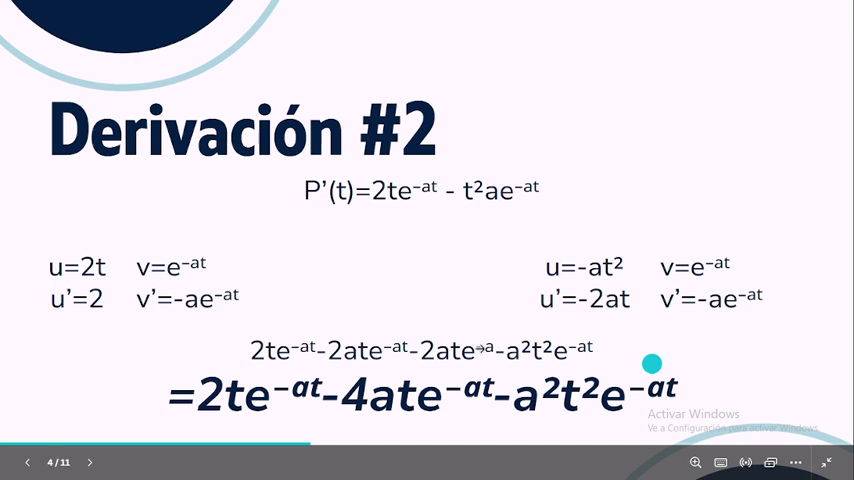 Derivación #2
P'(t)=2te⁻ᵃᵗ - t²ae⁻ᵃᵗ
u=2t v=e⁻ᵃᵗ u=-at² v=e⁻ᵃᵗ
u'=2 v'=-ae⁻ᵃᵗ u'=-2at v'=-ae⁻ᵃᵗ
2te⁻ᵃᵗ-2ate⁻ᵃᵗ-2ate⁻ᵃ-a²t²e⁻ᵃᵗ
=2te⁻ᵃᵗ-4ate⁻ᵃᵗ-a²t²e⁻ᵃᵗ
Activar Windows
Ve a Configuración para activar Windows.
4 / 11